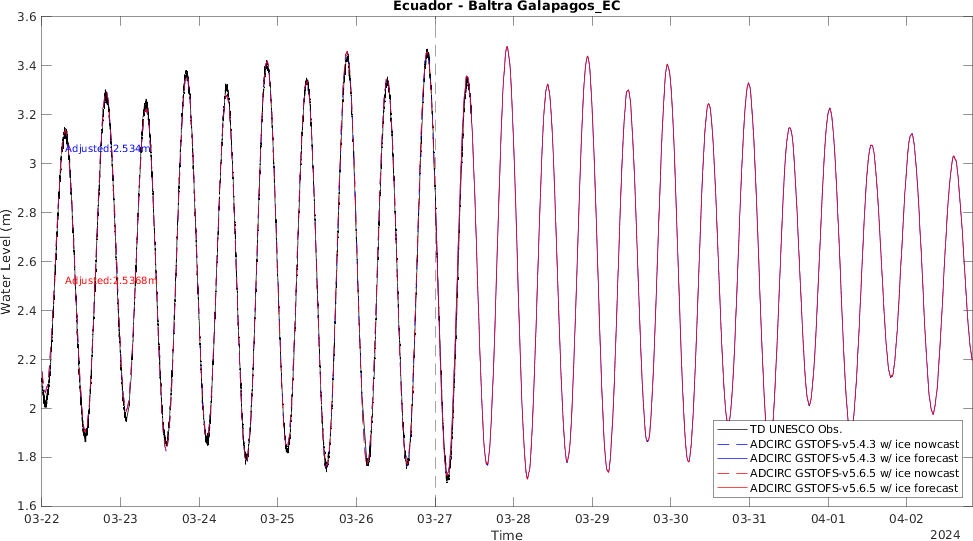 Ecuador - Baltra Galapagos_EC
3.6
3.4
3.2
3
2.8
2.6
2.4
2.2
2
1.8
1.6
Water Level (m)
Adjusted:2.534m
Adjusted:2.5368m
TD UNESCO Obs.
ADCIRC GSTOFS-v5.4.3 w/ ice nowcast
ADCIRC GSTOFS-v5.4.3 w/ ice forecast
ADCIRC GSTOFS-v5.6.5 w/ ice nowcast
ADCIRC GSTOFS-v5.6.5 w/ ice forecast
03-22 03-23 03-24 03-25 03-26 03-27 03-28 03-29 03-30 03-31 04-01 04-02
Time
2024